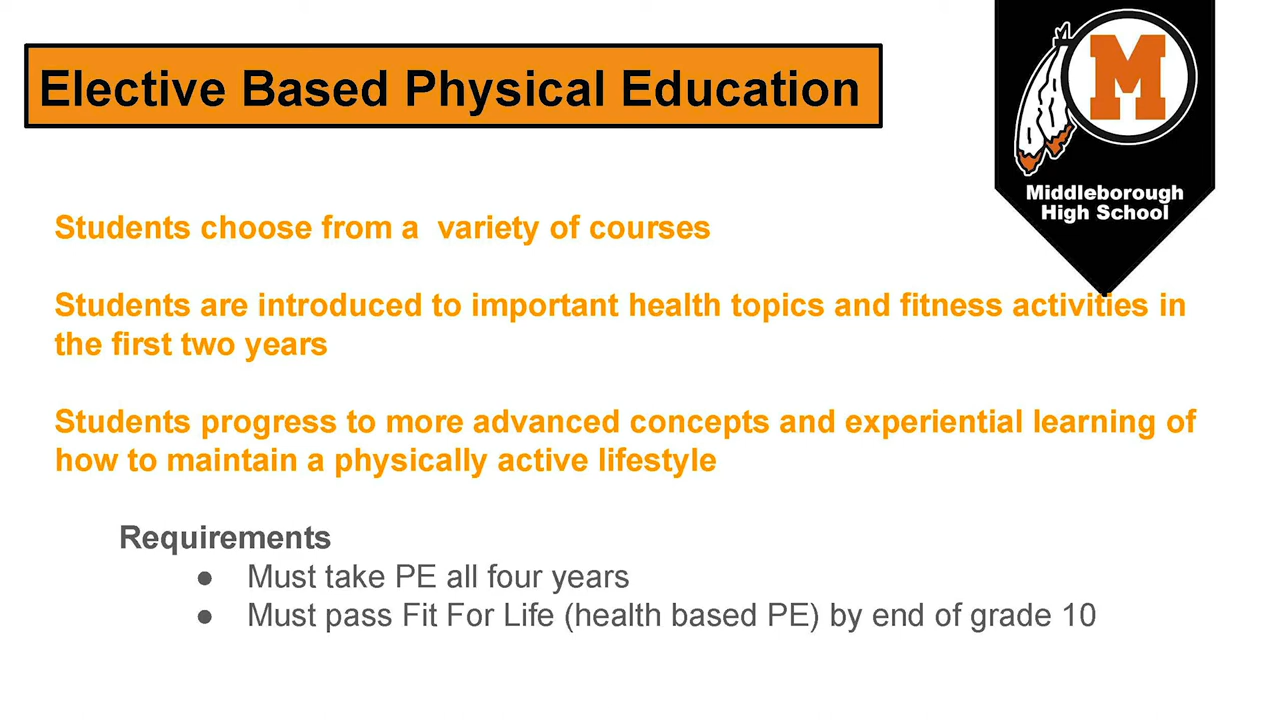 Elective Based Physical Education
M
Middleborough
High School
Students choose from a  variety of courses
Students are introduced to important health topics and fitness activities in
the first two years
Students progress to more advanced concepts and experiential learning of
how to maintain a physically active lifestyle
Requirements
● Must take PE all four years
● Must pass Fit For Life (health based PE) by end of grade 10